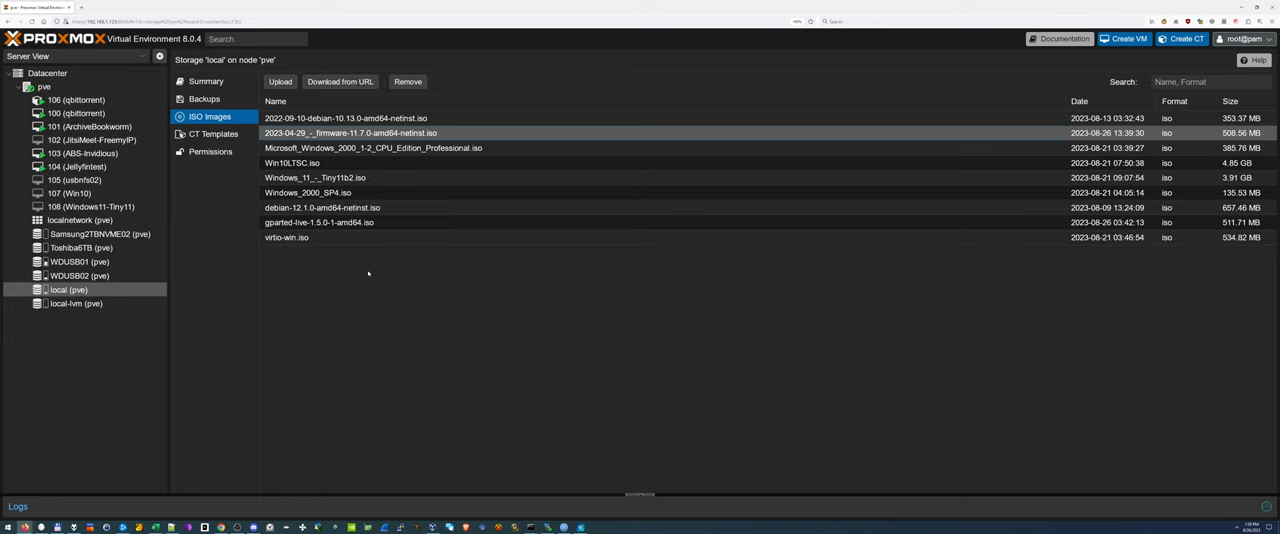 pve - Proxmox Virtual Environm
PROXMOX Virtual Environment 8.0.4
Search
Documentation
Create VM
Create CT
root@pam
Server View
Storage 'local' on node 'pve'
Help
Datacenter
pve
106 (qbittorrent)
100 (qbittorrent)
101 (ArchiveBookworm)
102 (JitsiMeet-FreemyIP)
103 (ABS-Invidious)
104 (Jellyfintest)
105 (usbnfs02)
107 (Win10)
108 (Windows11-Tiny11)
localnetwork (pve)
Samsung2TBNVME02 (pve)
Toshiba6TB (pve)
WDUSB01 (pve)
WDUSB02 (pve)
local (pve)
local-lvm (pve)
Summary
Backups
ISO Images
CT Templates
Permissions
Upload
Download from URL
Remove
Search:
Name, Format
Name Date Format Size
2022-09-10-debian-10.13.0-amd64-netinst.iso 2023-08-13 03:32:43 iso 353.37 MB
2023-04-29_-_firmware-11.7.0-amd64-netinst.iso 2023-08-26 13:39:30 iso 508.56 MB
Microsoft_Windows_2000_1-2_CPU_Edition_Professional.iso 2023-08-21 03:39:27 iso 385.76 MB
Win10LTSC.iso 2023-08-21 07:50:38 iso 4.85 GB
Windows_11_-_Tiny11b2.iso 2023-08-21 09:07:54 iso 3.91 GB
Windows_2000_SP4.iso 2023-08-21 04:05:14 iso 135.53 MB
debian-12.1.0-amd64-netinst.iso 2023-08-09 13:24:09 iso 657.46 MB
gparted-live-1.5.0-1-amd64.iso 2023-08-26 03:42:13 iso 511.71 MB
virtio-win.iso 2023-08-21 03:46:54 iso 534.82 MB
Logs